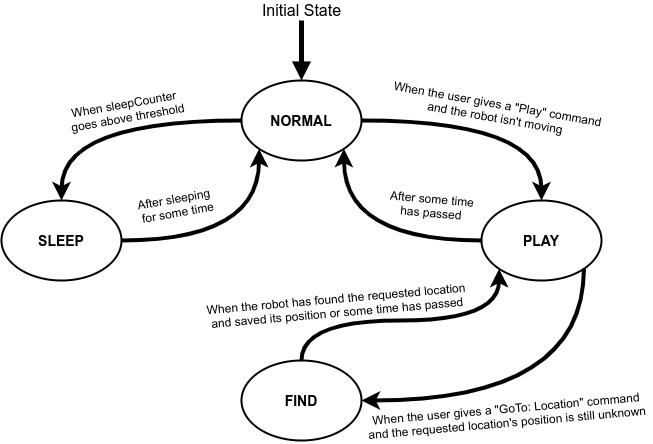 Initial State
When sleepCounter
goes above threshold
NORMAL
When the user gives a "Play" command
and the robot isn't moving
After sleeping
for some time
After some time
has passed
SLEEP
PLAY
When the robot has found the requested location
and saved its position or some time has passed
FIND
When the user gives a "GoTo: Location" command
and the requested location's position is still unknown